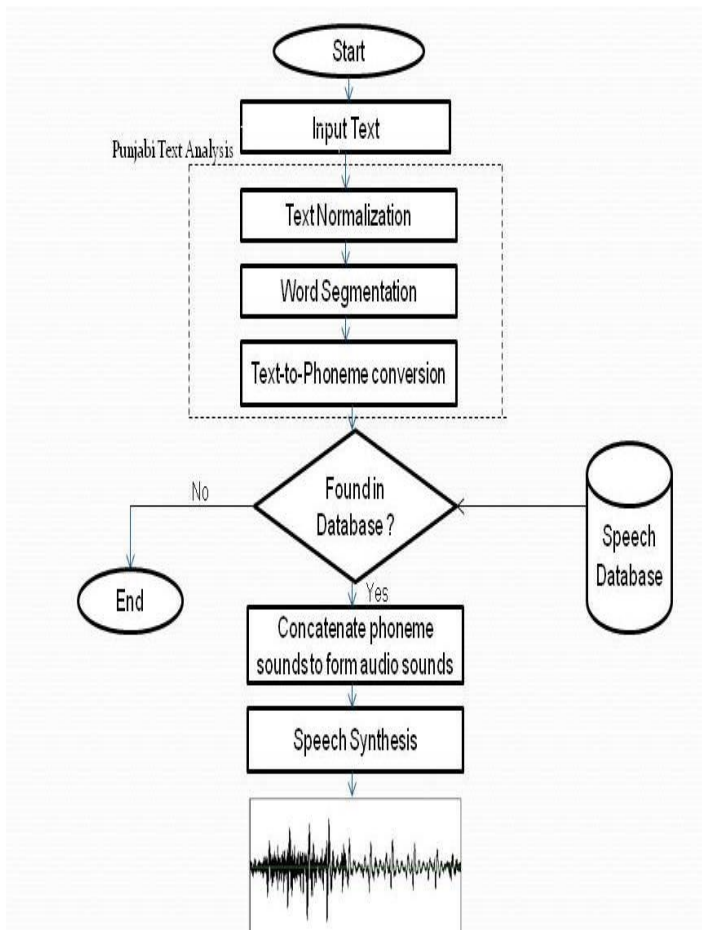 Start
Input Text
Punjabi Text Analysis
Text Normalization
Word Segmentation
Text-to-Phoneme conversion
No
Found in
Database ?
Speech
Database
End
Yes
Concatenate phoneme
sounds to form audio sounds
Speech Synthesis